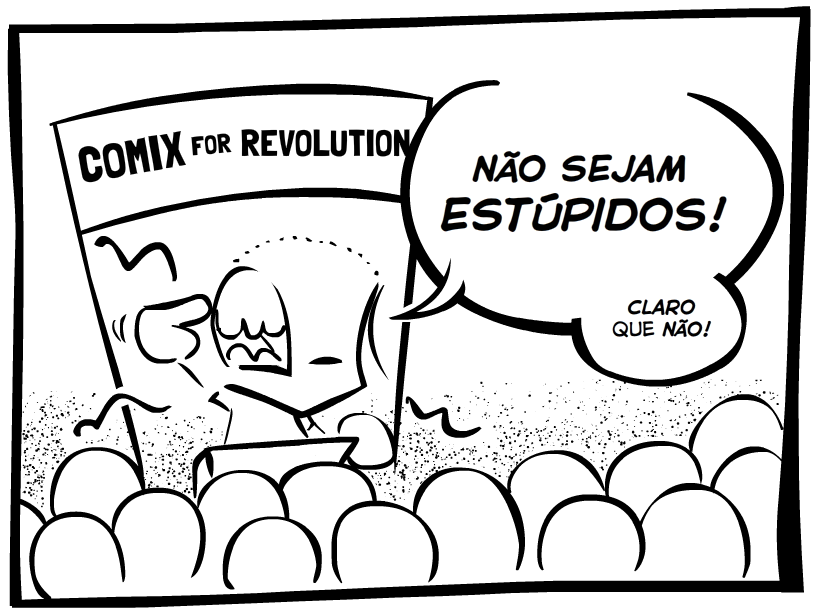 COMIX FOR REVOLUTION
NÃO SEJAM
ESTÚPIDOS!
CLARO
QUE NÃO!